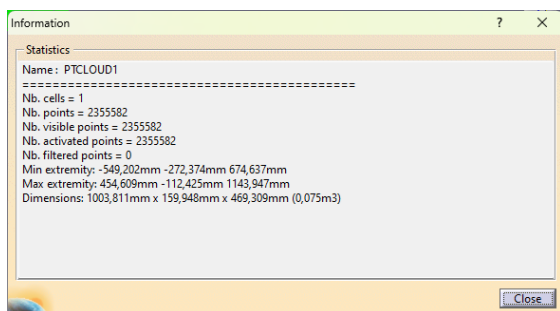 Information
?
Statistics
Name : PTCLOUD1
============================================
Nb. cells = 1
Nb. points = 2355582
Nb. visible points = 2355582
Nb. activated points = 2355582
Nb. filtered points = 0
Min extremity: -549,202mm -272,374mm 674,637mm
Max extremity: 454,609mm -112,425mm 1143,947mm
Dimensions: 1003,811mm x 159,948mm x 469,309mm (0,075m3)
Close